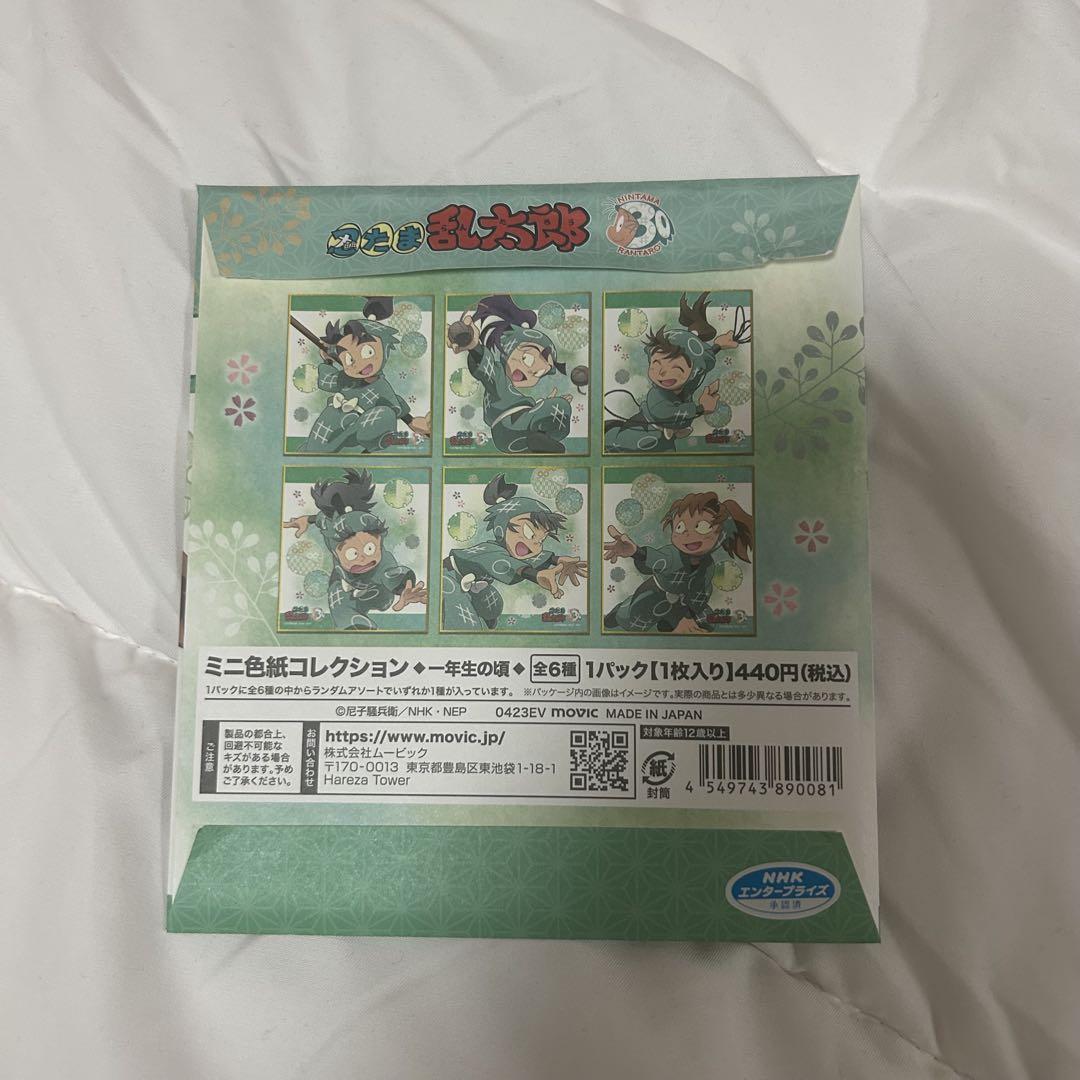 忍たま乱太郎
NINTAMA
30
RANTARO
ミニ色紙コレクション◆一年生の頃◆ 全6種 1パック【1枚入り】440円(税込)
1パックに全6種の中からランダムアソートでいずれか1種が入っています。 ※パッケージ内の画像はイメージです。実際の商品とは多少異なる場合があります。
©尼子騒兵衛/NHK・NEP 0423EV movic MADE IN JAPAN
ご注意
製品の都合上、
回避不可能な
キズがある場合
があります。予め
ご了承ください。
お問い合わせ
https://www.movic.jp/
株式会社ムービック
〒170-0013 東京都豊島区東池袋1-18-1
Hareza Tower
対象年齢12歳以上
紙
封筒
4 549743 890081
NHK
エンタープライズ
承認済